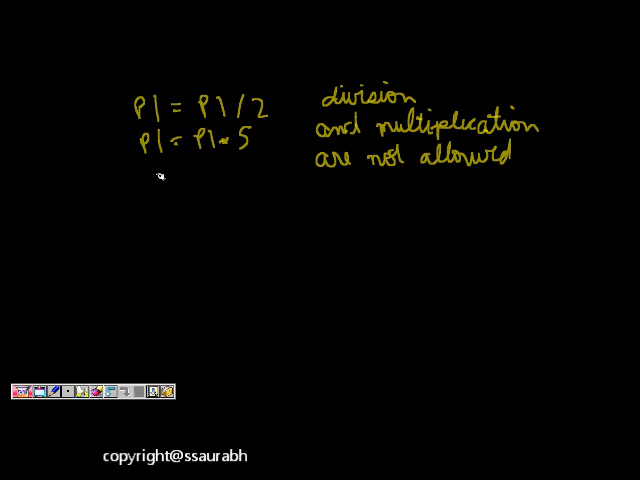 P1 = P1/2
P1 = P1* 5
division
and multiplication
are not allowed
copyright@ssaurabh